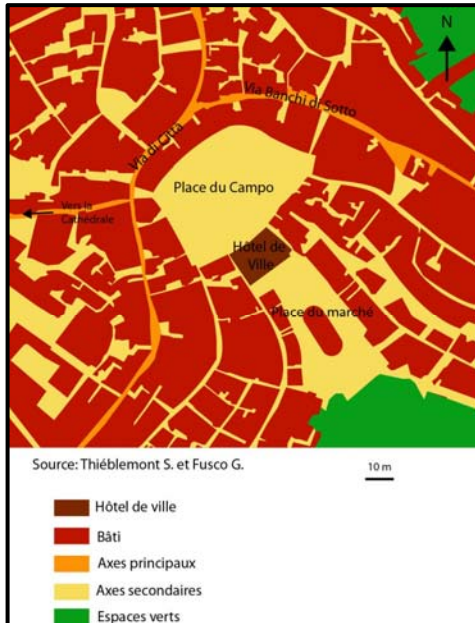 N
Via Banchi di Sotto
Via di Città
Place du Campo
Vers la
Cathédrale
Hôtel de
Ville
Place du marché
Source: Thiéblemont S. et Fusco G.
10 m
Hôtel de ville
Bâti
Axes principaux
Axes secondaires
Espaces verts